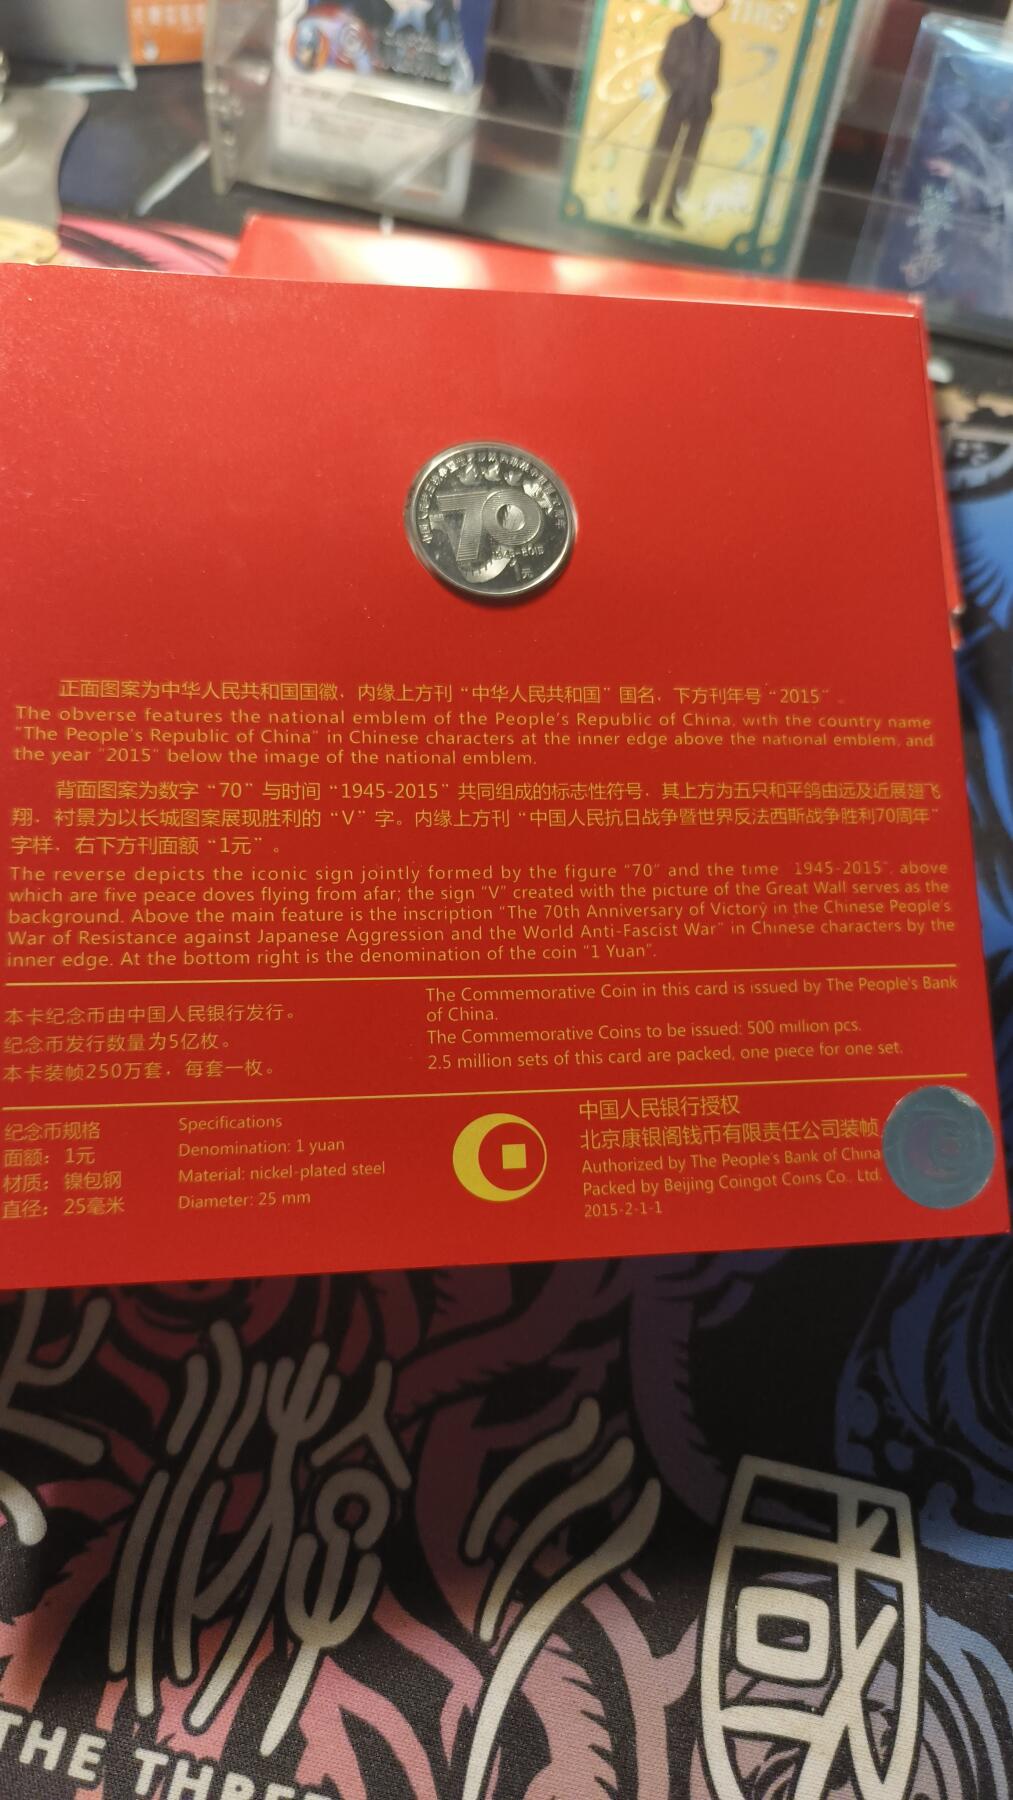 70
1945-2015
1元
正面图案为中华人民共和国国徽，内缘上方刊“中华人民共和国”国名，下方刊年号“2015”。
The obverse features the national emblem of the People's Republic of China, with the country name
"The People's Republic of China" in Chinese characters at the inner edge above the national emblem, and
the year "2015" below the image of the national emblem.
背面图案为数字“70”与时间“1945-2015”共同组成的标志性符号，其上方为五只和平鸽由远及近展翅飞
翔，衬景为以长城图案展现胜利的“V”字。内缘上方刊“中国人民抗日战争暨世界反法西斯战争胜利70周年”
字样，右下方刊面额“1元”。
The reverse depicts the iconic sign jointly formed by the figure "70" and the time "1945-2015", above
which are five peace doves flying from afar; the sign "V" created with the picture of the Great Wall serves as the
background. Above the main feature is the inscription "The 70th Anniversary of Victory in the Chinese People's
War of Resistance against Japanese Aggression and the World Anti-Fascist War" in Chinese characters by the
inner edge. At the bottom right is the denomination of the coin "1 Yuan".
本卡纪念币由中国人民银行发行。
纪念币发行数量为5亿枚。
本卡装帧250万套，每套一枚。
The Commemorative Coin in this card is issued by The People's Bank
of China.
The Commemorative Coins to be issued: 500 million pcs.
2.5 million sets of this card are packed, one piece for one set.
纪念币规格
面额：1元
材质：镍包钢
直径：25毫米
Specifications
Denomination: 1 yuan
Material: nickel-plated steel
Diameter: 25 mm
中国人民银行授权
北京康银阁钱币有限责任公司装帧
Authorized by The People's Bank of China
Packed by Beijing Coingot Coins Co., Ltd.
2015-2-1-1
国
THE THREE